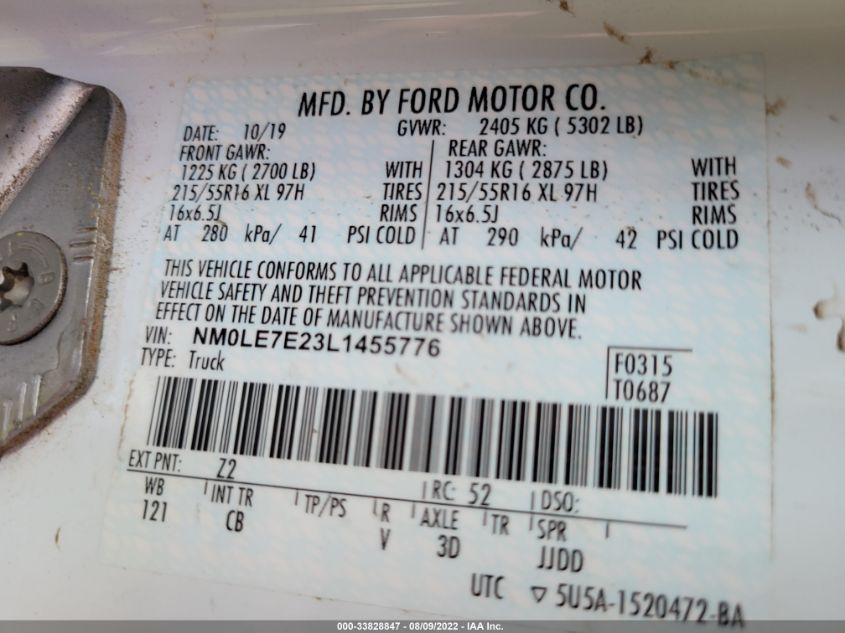 MFD. BY FORD MOTOR CO.
DATE: 10/19 GVWR: 2405 KG ( 5302 LB)
FRONT GAWR: REAR GAWR:
1225 KG ( 2700 LB) WITH 1304 KG ( 2875 LB) WITH
215/55R16 XL 97H TIRES 215/55R16 XL 97H TIRES
16x6.5J RIMS 16x6.5J RIMS
AT 280 kPa/ 41 PSI COLD AT 290 kPa/ 42 PSI COLD
THIS VEHICLE CONFORMS TO ALL APPLICABLE FEDERAL MOTOR
VEHICLE SAFETY AND THEFT PREVENTION STANDARDS IN
EFFECT ON THE DATE OF MANUFACTURE SHOWN ABOVE.
VIN: NM0LE7E23L1455776
TYPE: Truck
F0315
T0687
EXT PNT: Z2 RC: 52 DSO:
WB INT TR TP/PS R AXLE TR SPR
121 CB V 3D JJDD
UTC ▽ 5U5A-1520472-BA
000-33828847 - 08/09/2022 - IAA Inc.